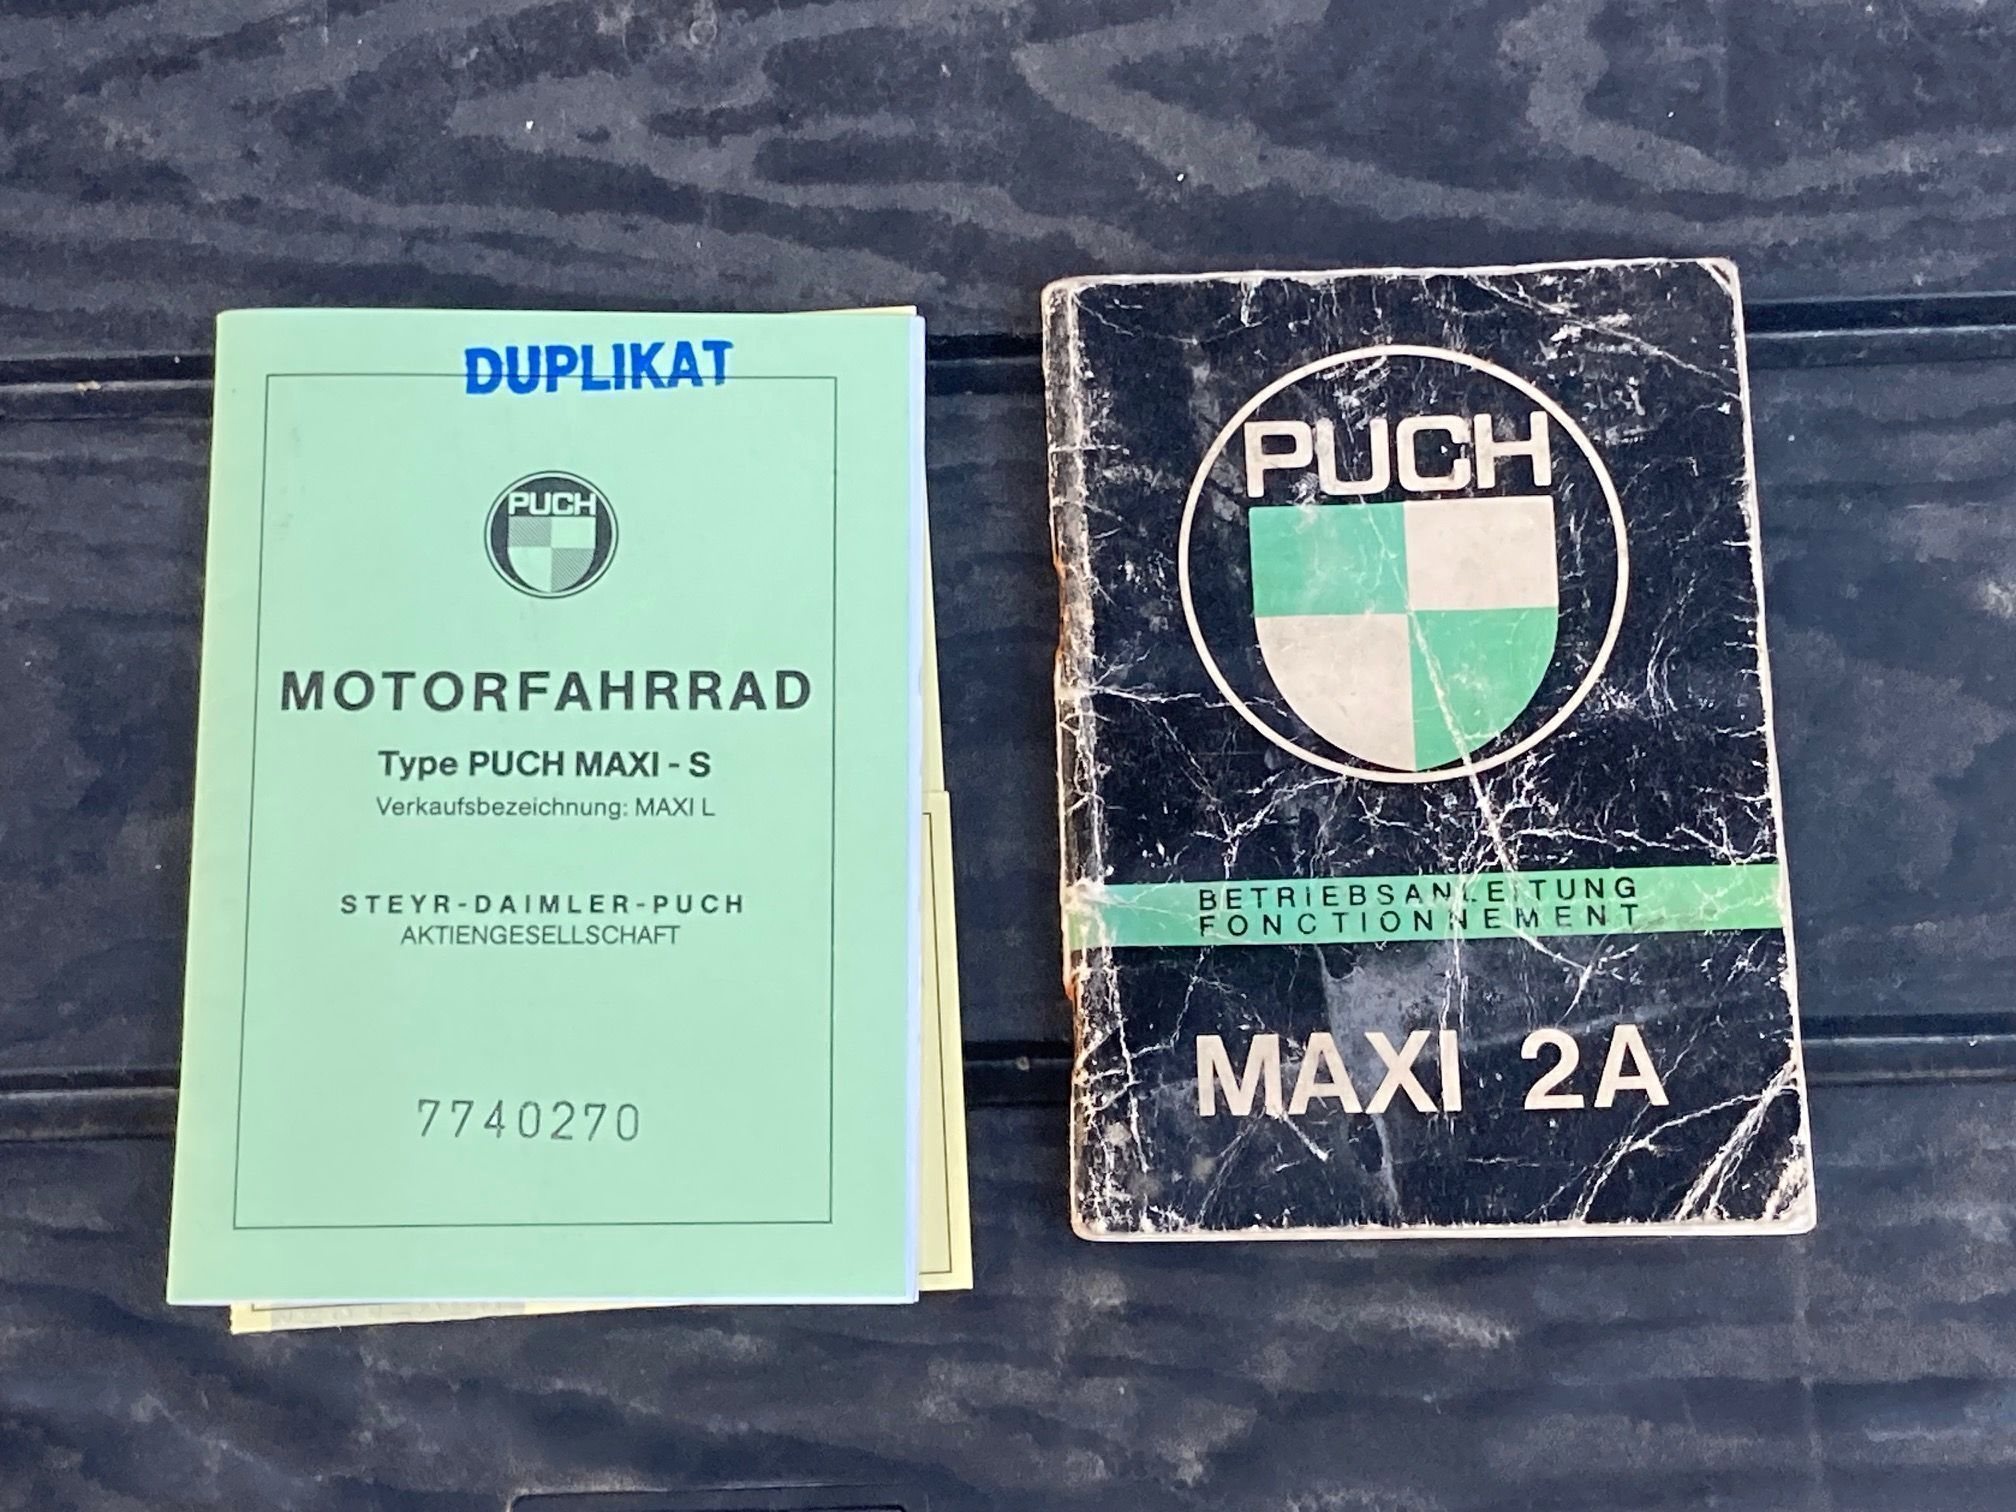 DUPLIKAT
PUCH
MOTORFAHRRAD
Type PUCH MAXI - S
Verkaufsbezeichnung: MAXI L
STEYR-DAIMLER-PUCH
AKTIENGESELLSCHAFT
7740270
PUCH
BETRIEBSANLEITUNG
FONCTIONNEMENT
MAXI 2A